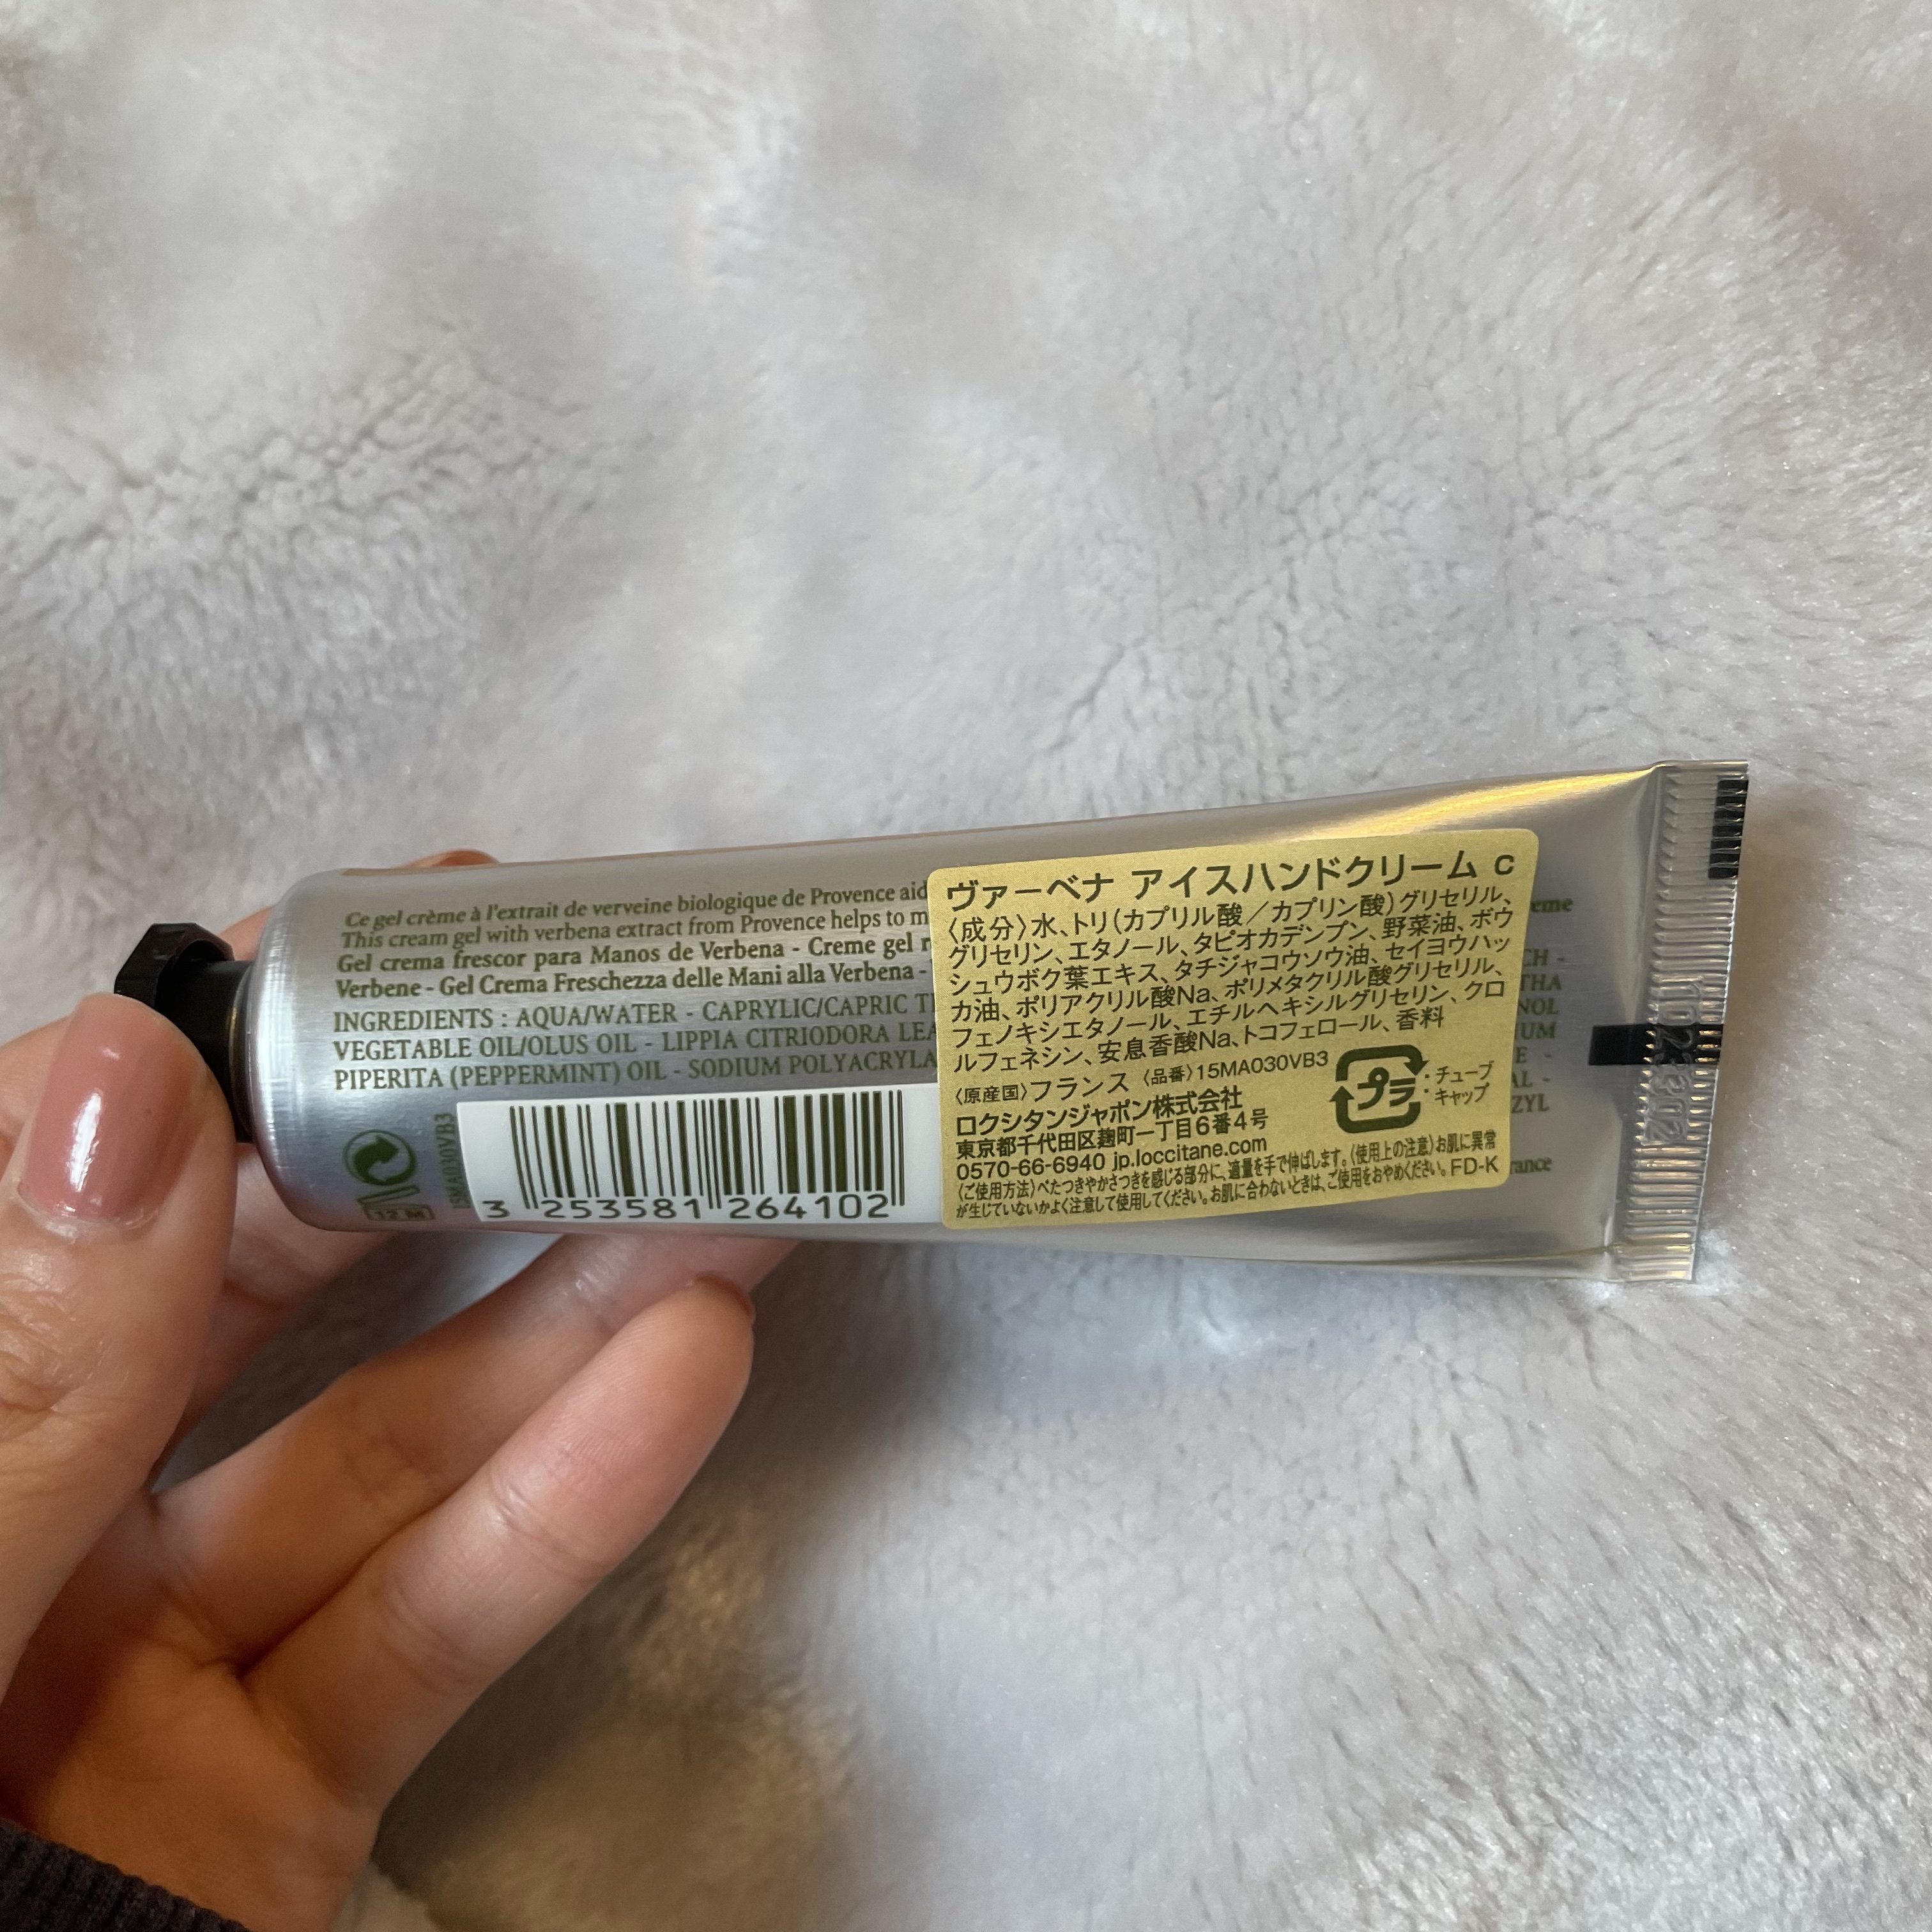 Ce gel crème à l'extrait de verveine biologique de Provence aid
This cream gel with verbena extract from Provence helps to m
Gel crema frescor para Manos de Verbena - Creme gel r
Verbene - Gel Crema Freschezza delle Mani alla Verbena -
INGREDIENTS : AQUA/WATER - CAPRYLIC/CAPRIC T
VEGETABLE OIL/OLUS OIL - LIPPIA CITRIODORA LEA
PIPERITA (PEPPERMINT) OIL - SODIUM POLYACRYLA
12 M
15MA030VB3
3 253581 264102
ヴァーベナ アイスハンドクリーム C
〈成分〉水、トリ(カプリル酸/カプリン酸)グリセリル、
グリセリン、エタノール、タピオカデンプン、野菜油、ボウ
シュウボク葉エキス、タチジャコウソウ油、セイヨウハッ
カ油、ポリアクリル酸Na、ポリメタクリル酸グリセリル、
フェノキシエタノール、エチルヘキシルグリセリン、クロ
ルフェネシン、安息香酸Na、トコフェロール、香料
〈原産国〉フランス 〈品番〉15MA030VB3
ロクシタンジャポン株式会社
東京都千代田区麹町一丁目6番4号
0570-66-6940 jp.loccitane.com
プラ
:チューブ
:キャップ
〈ご使用方法〉べたつきやかさつきを感じる部分に、適量を手で伸ばします。〈使用上の注意〉お肌に異常
が生じていないかよく注意して使用してください。お肌に合わないときは、ご使用をおやめください。FD-K
eme
CH -
THA
NOL
UM
E -
AL -
ZYL
rance